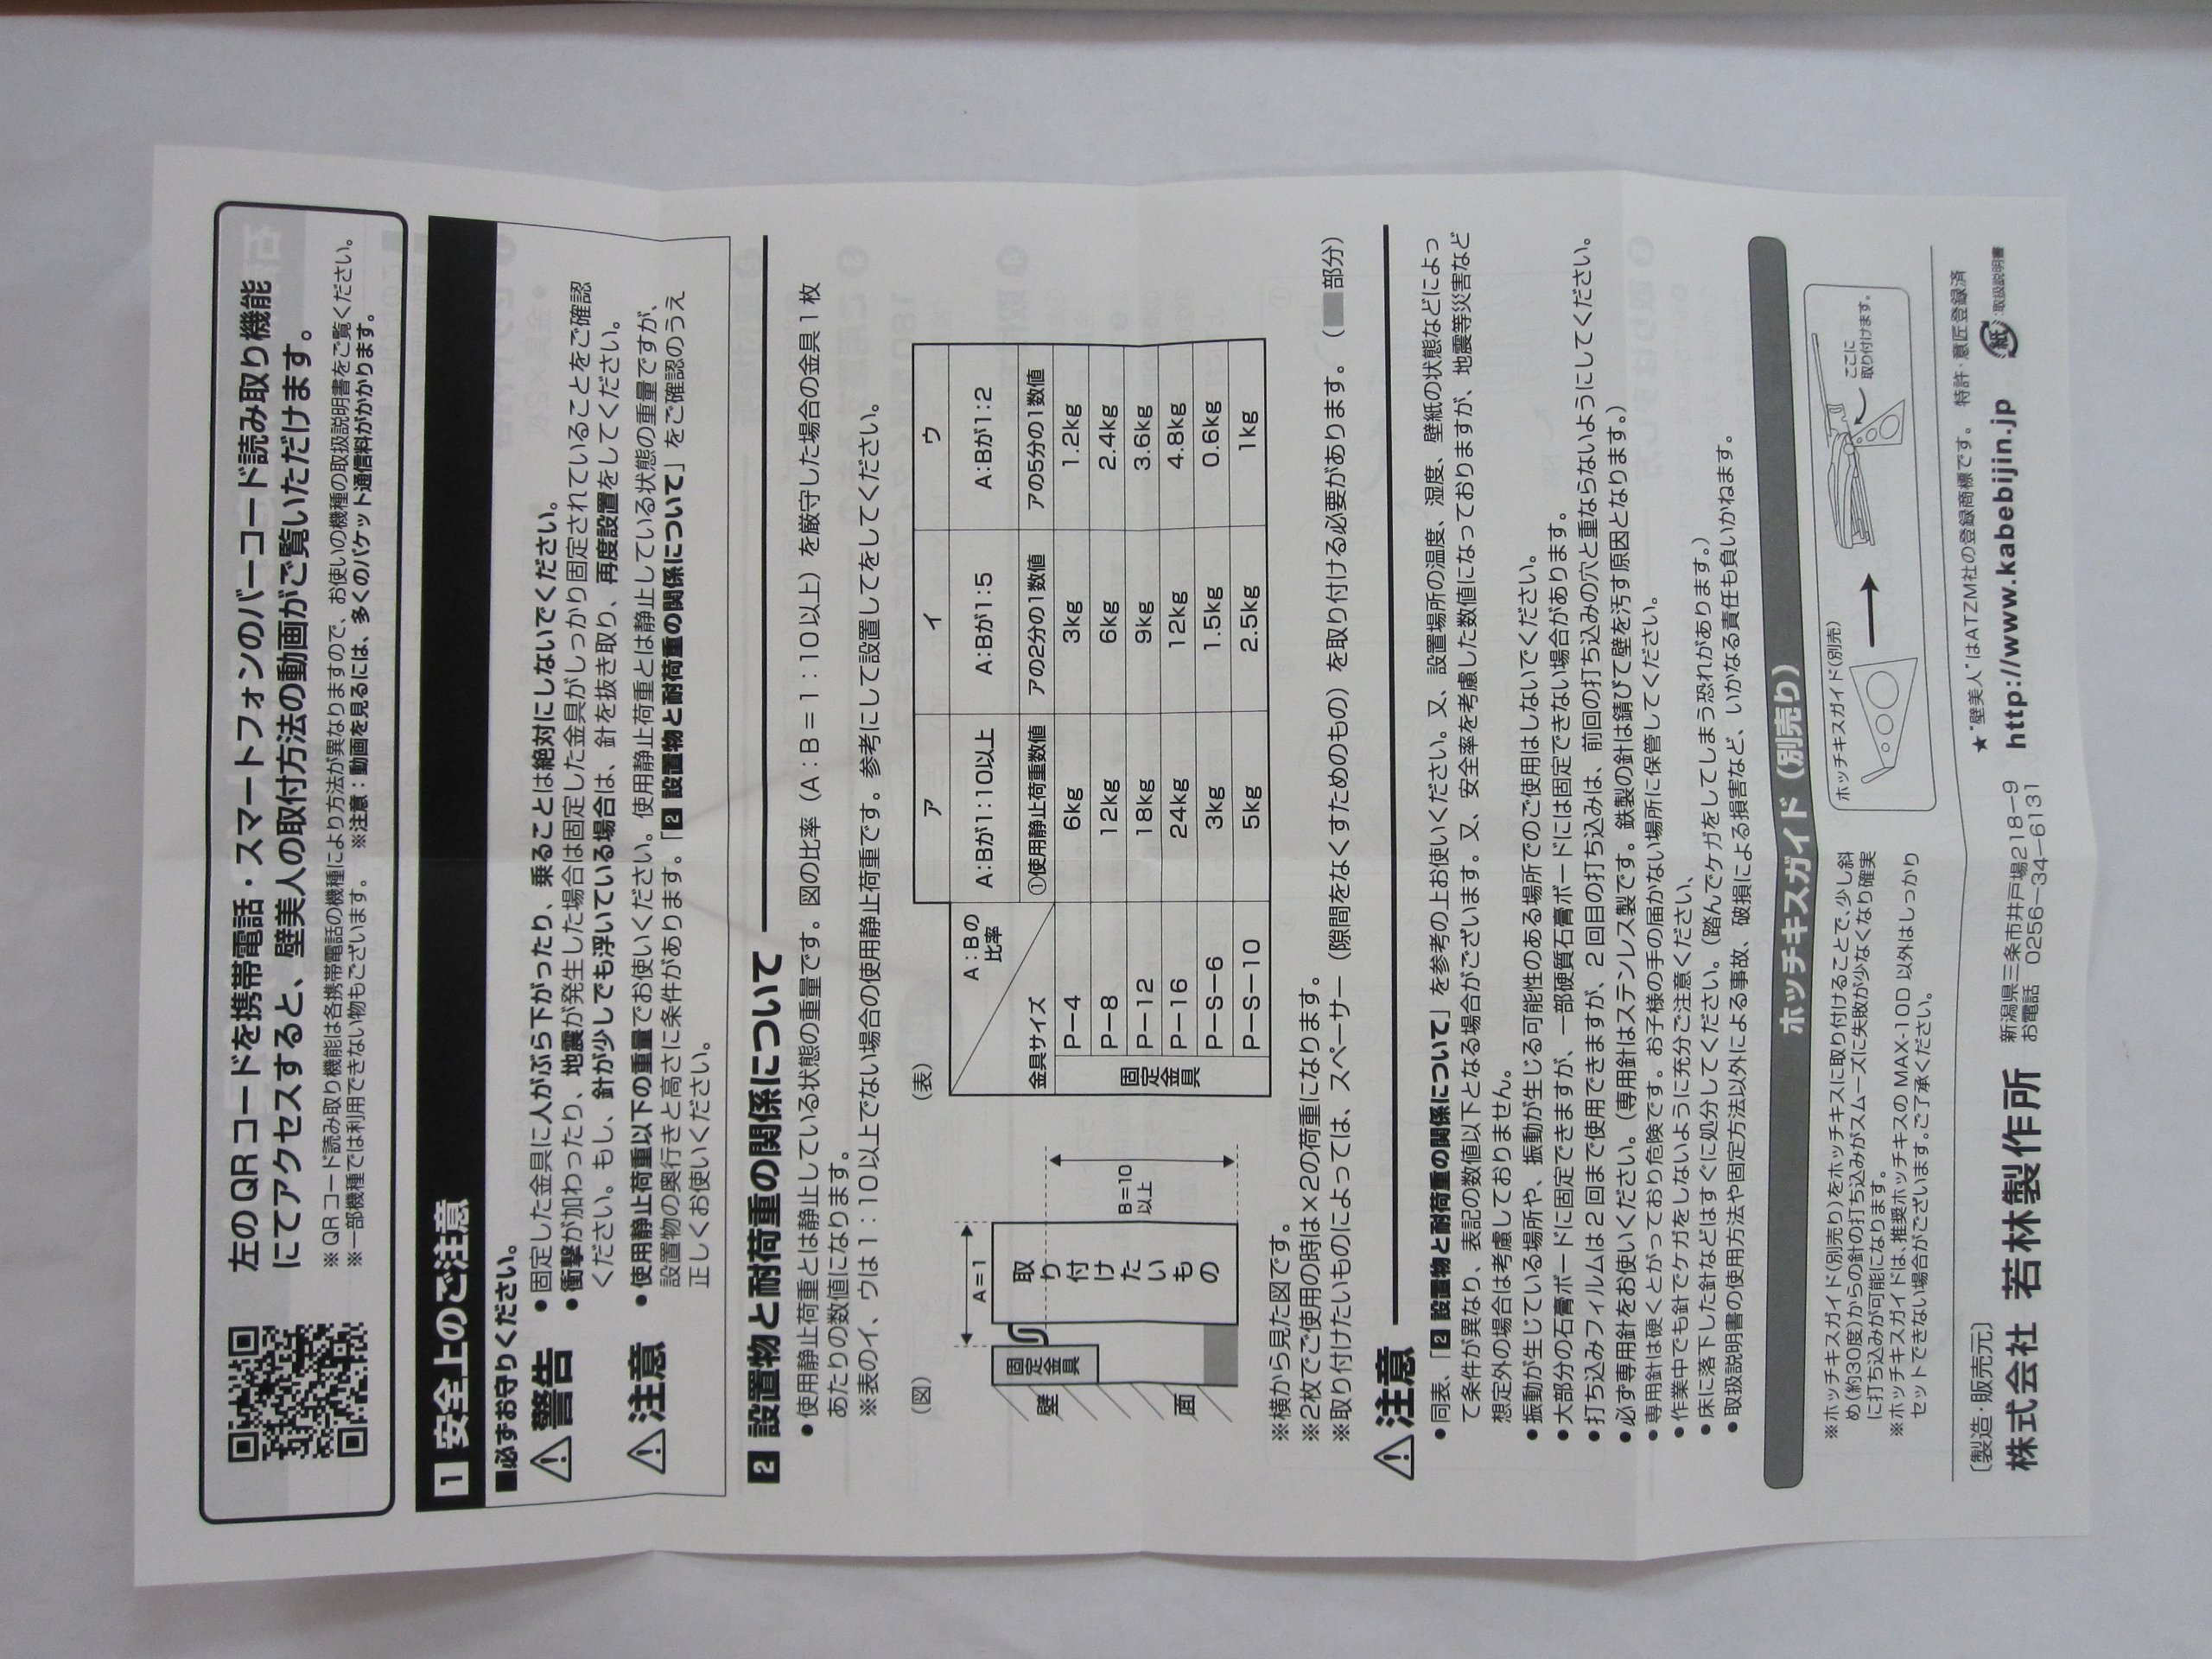 左のQRコードを携帯電話・スマートフォンのバーコード読み取り機能
にてアクセスすると、壁美人の取付方法の動画がご覧いただけます。
※QRコード読み取り機能は各携帯電話の機種により方法が異なりますので、お使いの機種の取扱説明書をご覧ください。
※一部機種では利用できない物もございます。 ※注意：動画を見るには、多くのパケット通信料がかかります。
1 安全上のご注意
■必ずお守りください。
警告
●固定した金具に人がぶら下がったり、乗ることは絶対にしないでください。
●衝撃が加わったり、地震が発生した場合は固定した金具がしっかり固定されていることをご確認
ください。もし、針が少しでも浮いている場合は、針を抜き取り、再度設置をしてください。
注意
●使用静止荷重以下の重量でお使いください。使用静止荷重とは静止している状態の重量ですが、
設置物の奥行きと高さに条件があります。「2 設置物と耐荷重の関係について」をご確認のうえ
正しくお使いください。
2 設置物と耐荷重の関係について
●使用静止荷重とは静止している状態の重量です。図の比率（A：B＝1：10以上）を厳守した場合の金具1枚
あたりの数値になります。
※表のイ、ウは1：10以上でない場合の使用静止荷重です。参考にして設置してをしてください。
（図）
A＝1
固定金具
取り付けたいもの
B＝10
以上
壁
面
（表）
A：Bの
比率
金具サイズ
ア イ ウ
A:Bが1:10以上 A:Bが1:5 A:Bが1:2
①使用静止荷重数値 アの2分の1数値 アの5分の1数値
固定金具
P－4 6kg 3kg 1.2kg
P－8 12kg 6kg 2.4kg
P－12 18kg 9kg 3.6kg
P－16 24kg 12kg 4.8kg
P－S－6 3kg 1.5kg 0.6kg
P－S－10 5kg 2.5kg 1kg
※横から見た図です。
※2枚でご使用の時は×2の荷重になります。
※取り付けたいものによっては、スペーサー（隙間をなくすためのもの）を取り付ける必要があります。（■部分）
注意
●同表、「2 設置物と耐荷重の関係について」を参考の上お使いください。又、設置場所の温度、湿度、壁紙の状態などによっ
て条件が異なり、表記の数値以下となる場合がございます。又、安全率を考慮した数値になっておりますが、地震等災害など
想定外の場合は考慮しておりません。
●振動が生じている場所や、振動が生じる可能性のある場所でのご使用はしないでください。
●大部分の石膏ボードに固定できますが、一部硬質石膏ボードには固定できない場合があります。
●打ち込みフィルムは2回まで使用できますが、2回目の打ち込みは、前回の打ち込みの穴と重ならないようにしてください。
●必ず専用針をお使いください。（専用針はステンレス製です。鉄製の針は錆びて壁を汚す原因となります。）
●専用針は硬くとがっており危険です。お子様の手の届かない場所に保管してください。
●作業中でも針でケガをしないように充分ご注意ください、
●床に落下した針などはすぐに処分してください。（踏んでケガをしてしまう恐れがあります。）
●取扱説明書の使用方法や固定方法以外による事故、破損による損害など、いかなる責任も負いかねます。
ホッチキスガイド（別売り）
※ホッチキスガイド（別売り）をホッチキスに取り付けることで、少し斜
め（約30度）からの針の打ち込みがスムーズに失敗が少なくなり確実
に打ち込みが可能になります。
※ホッチキスガイドは、推奨ホッチキスの MAX-10D 以外はしっかり
セットできない場合がございます。ご了承ください。
ホッチキスガイド（別売）
ここに
取り付けます。
〔製造・販売元〕
株式会社 若林製作所
新潟県三条市井戸場218－9
お電話 0256－34－6131
★“壁美人”はATZM社の登録商標です。 特許・意匠登録済
http://www.kabebijin.jp
紙
:取扱説明書